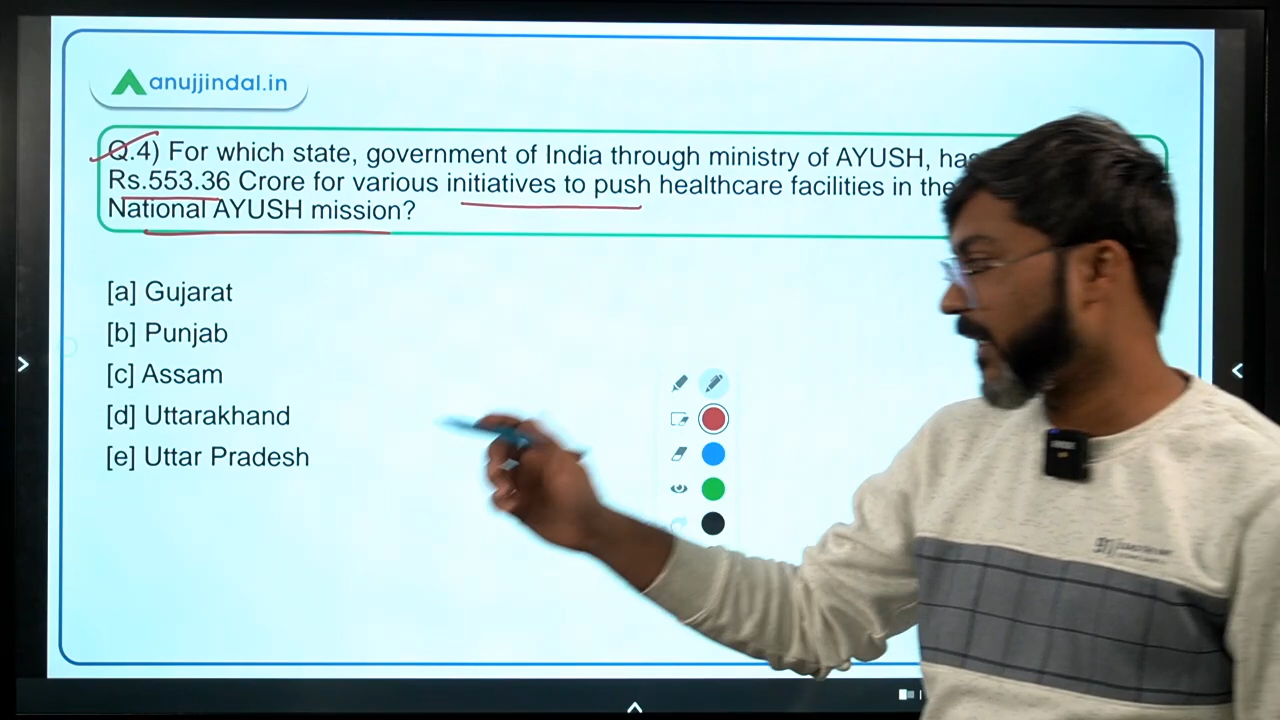 anujjindal.in
Q.4) For which state, government of India through ministry of AYUSH, has
Rs.553.36 Crore for various initiatives to push healthcare facilities in the
National AYUSH mission?
[a] Gujarat
[b] Punjab
[c] Assam
[d] Uttarakhand
[e] Uttar Pradesh